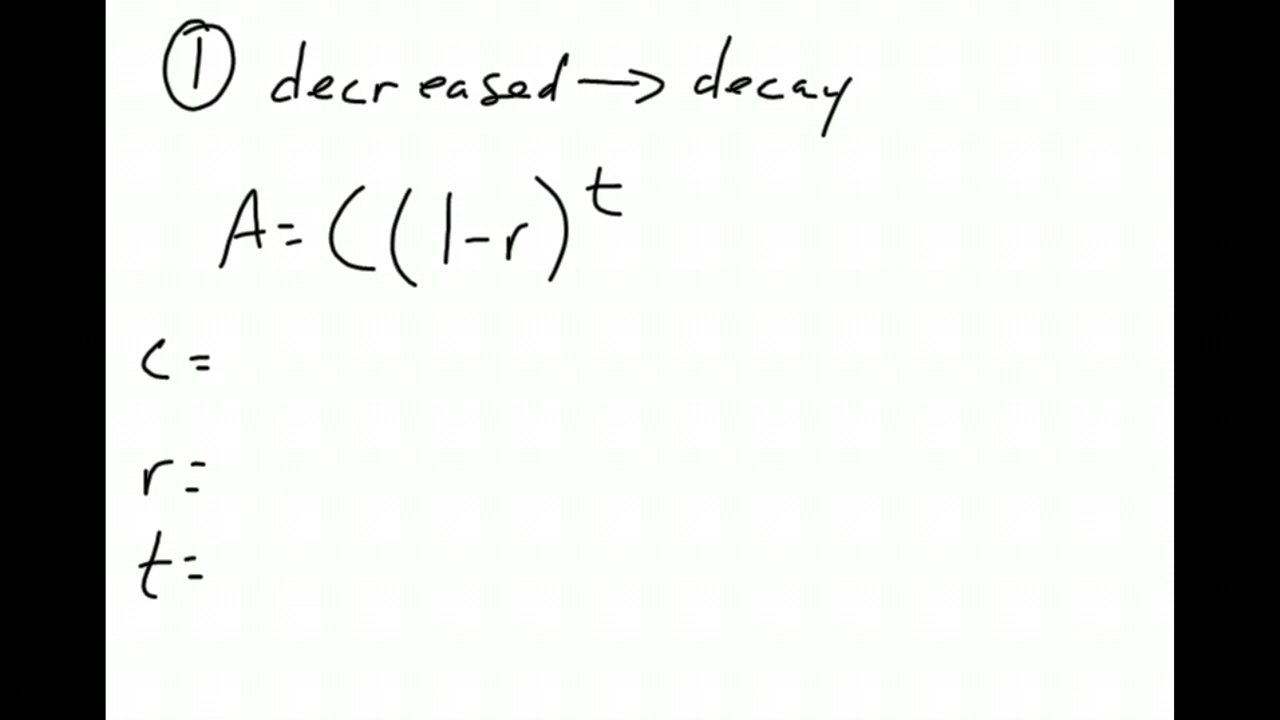 ① decreased → decay
A = C(1-r)^t
c =
r =
t =